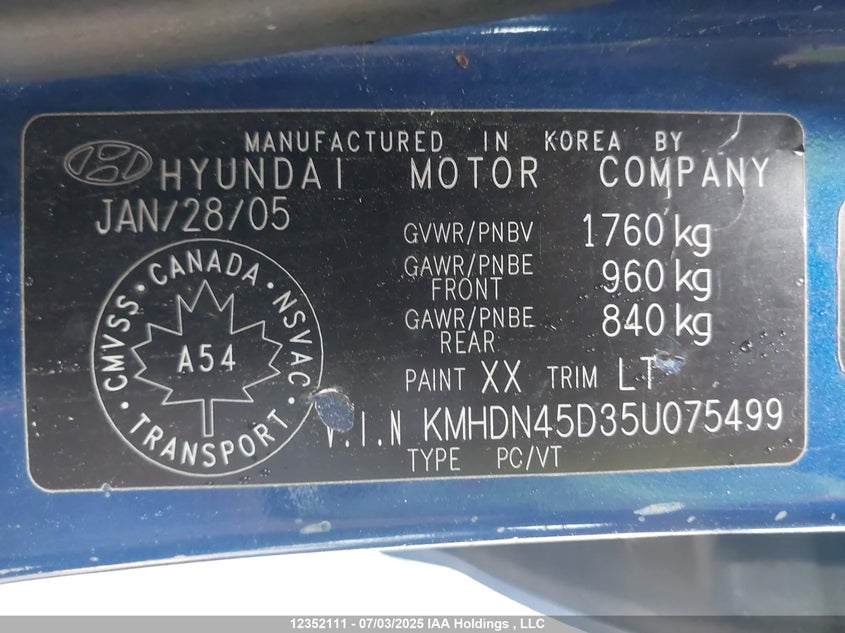 MANUFACTURED IN KOREA BY
HYUNDAI MOTOR COMPANY
JAN/28/05
GVWR/PNBV 1760 kg
GAWR/PNBE FRONT 960 kg
GAWR/PNBE REAR 840 kg
CMVSS · CANADA · NSVAC · TRANSPORT ·
A54
PAINT XX TRIM LT
V.I.N KMHDN45D35U075499
TYPE PC/VT
12352111 - 07/03/2025 IAA Holdings , LLC